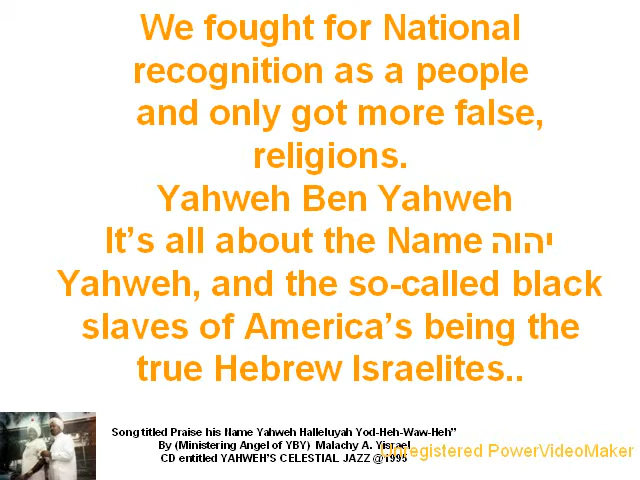 We fought for National
recognition as a people
and only got more false,
religions.
Yahweh Ben Yahweh
It’s all about the Name יהוה
Yahweh, and the so-called black
slaves of America’s being the
true Hebrew Israelites..
Song titled Praise his Name Yahweh Halleluyah Yod-Heh-Waw-Heh”
By (Ministering Angel of YBY) Malachy A. Yisrael
CD entitled YAHWEH’S CELESTIAL JAZZ @1995
Unregistered PowerVideoMaker